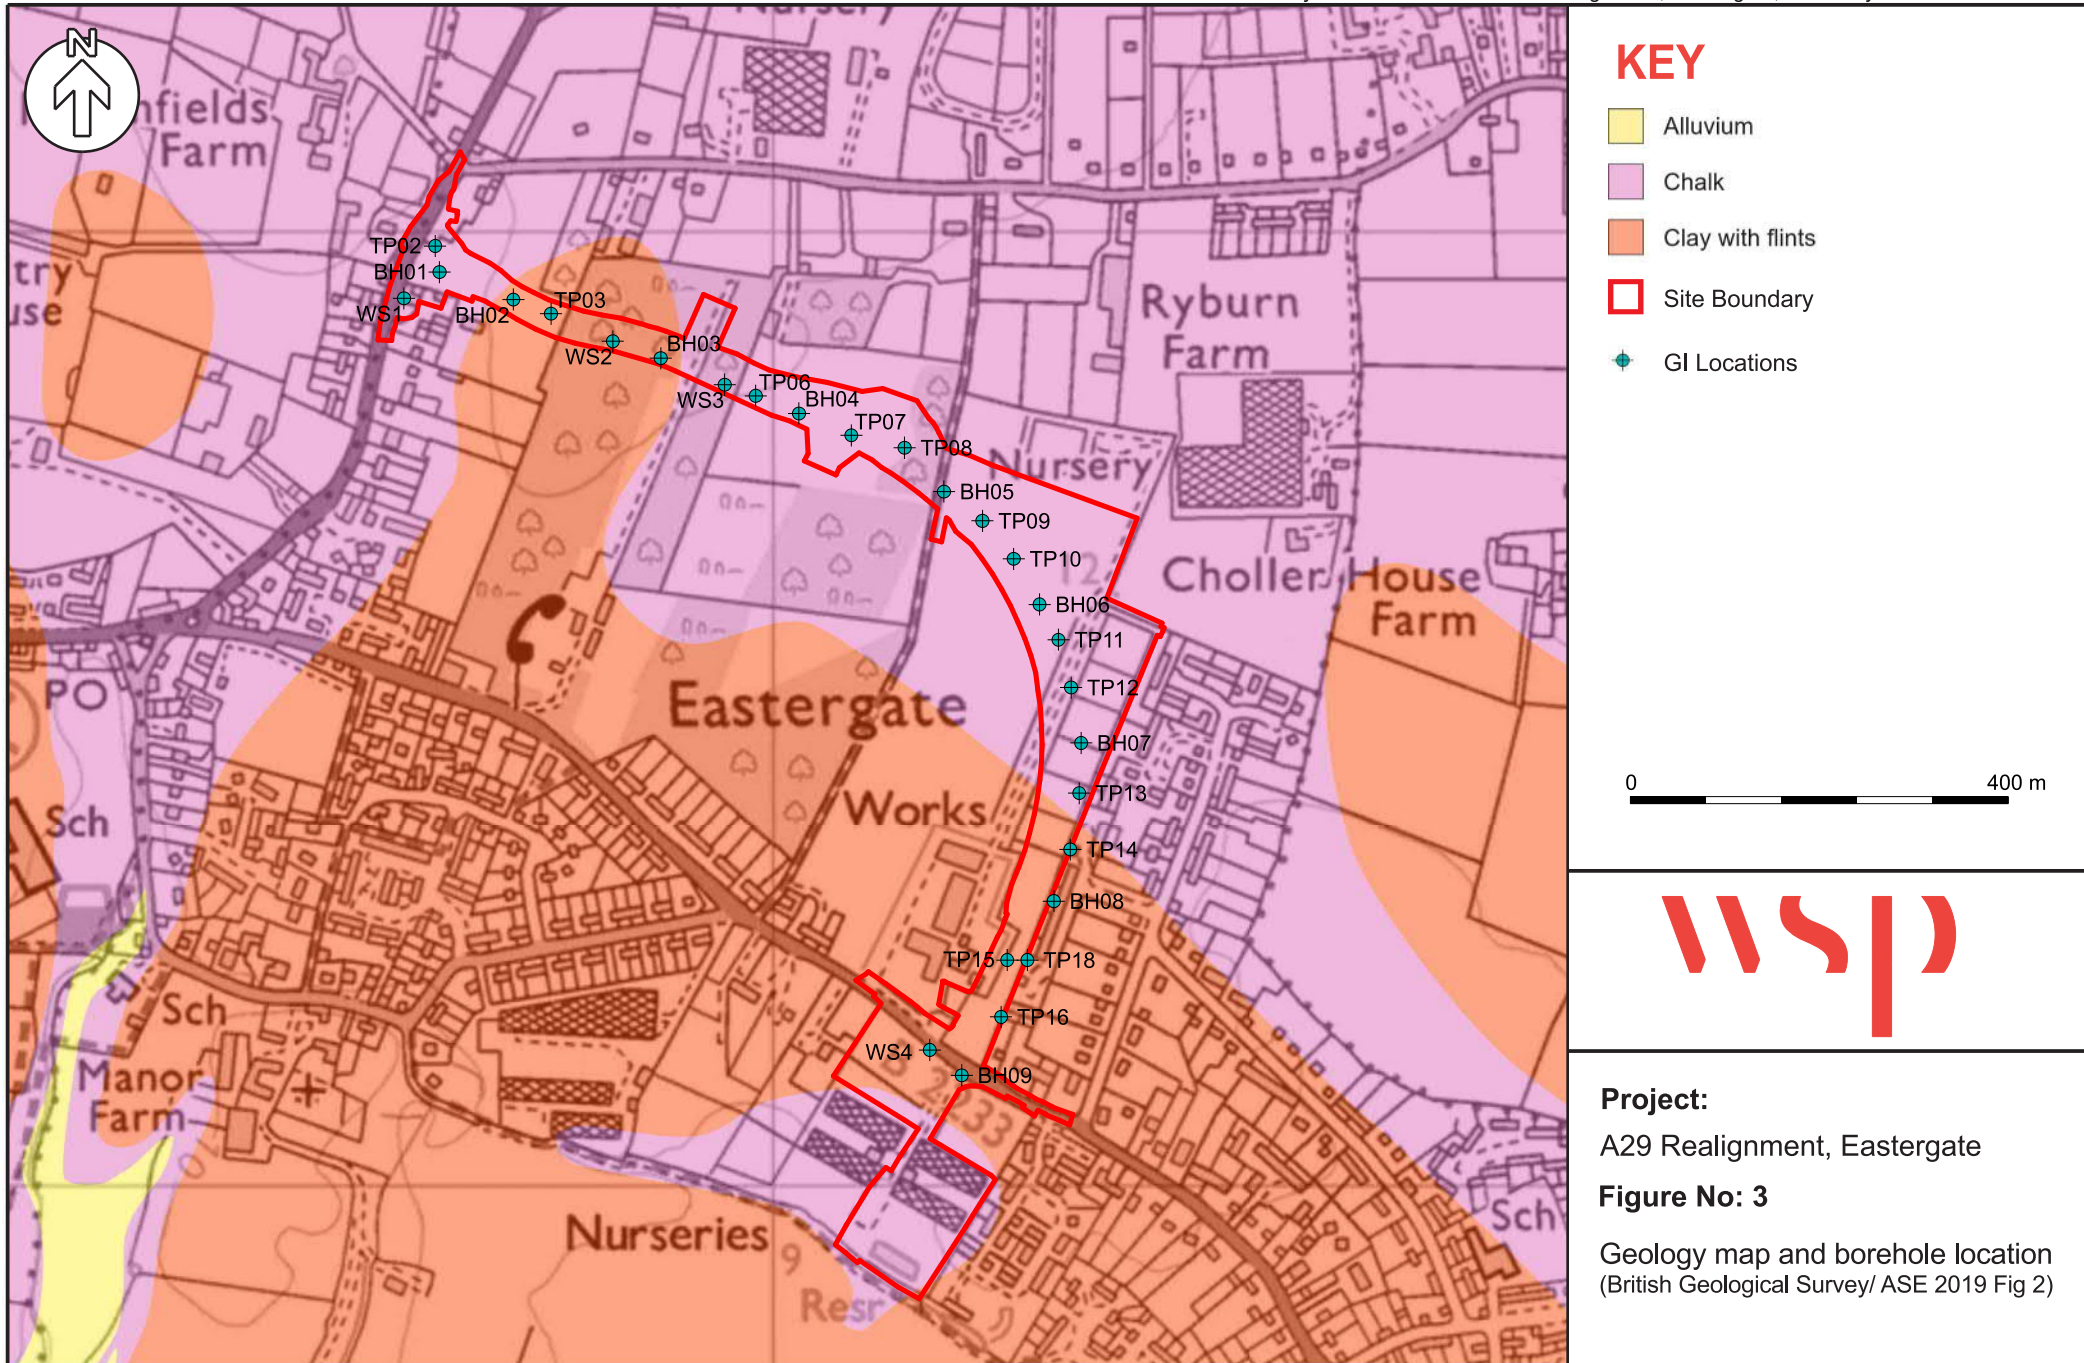 Nursery
N
nfields
Farm
try
use
TP02
BH01
WS1
BH02
TP03
WS2
BH03
WS3
TP06
BH04
TP07
TP08
BH05
TP09
TP10
BH06
TP11
TP12
BH07
TP13
TP14
BH08
TP15
TP18
TP16
WS4
BH09
Ryburn
Farm
Nursery
12
Choller House
Farm
PO
Eastergate
Works
Sch
Sch
Manor
Farm
B 2233
Nurseries
9
Resr
Sch
KEY
Alluvium
Chalk
Clay with flints
Site Boundary
GI Locations
0 400 m
wsp
Project:
A29 Realignment, Eastergate
Figure No: 3
Geology map and borehole location
(British Geological Survey/ ASE 2019 Fig 2)